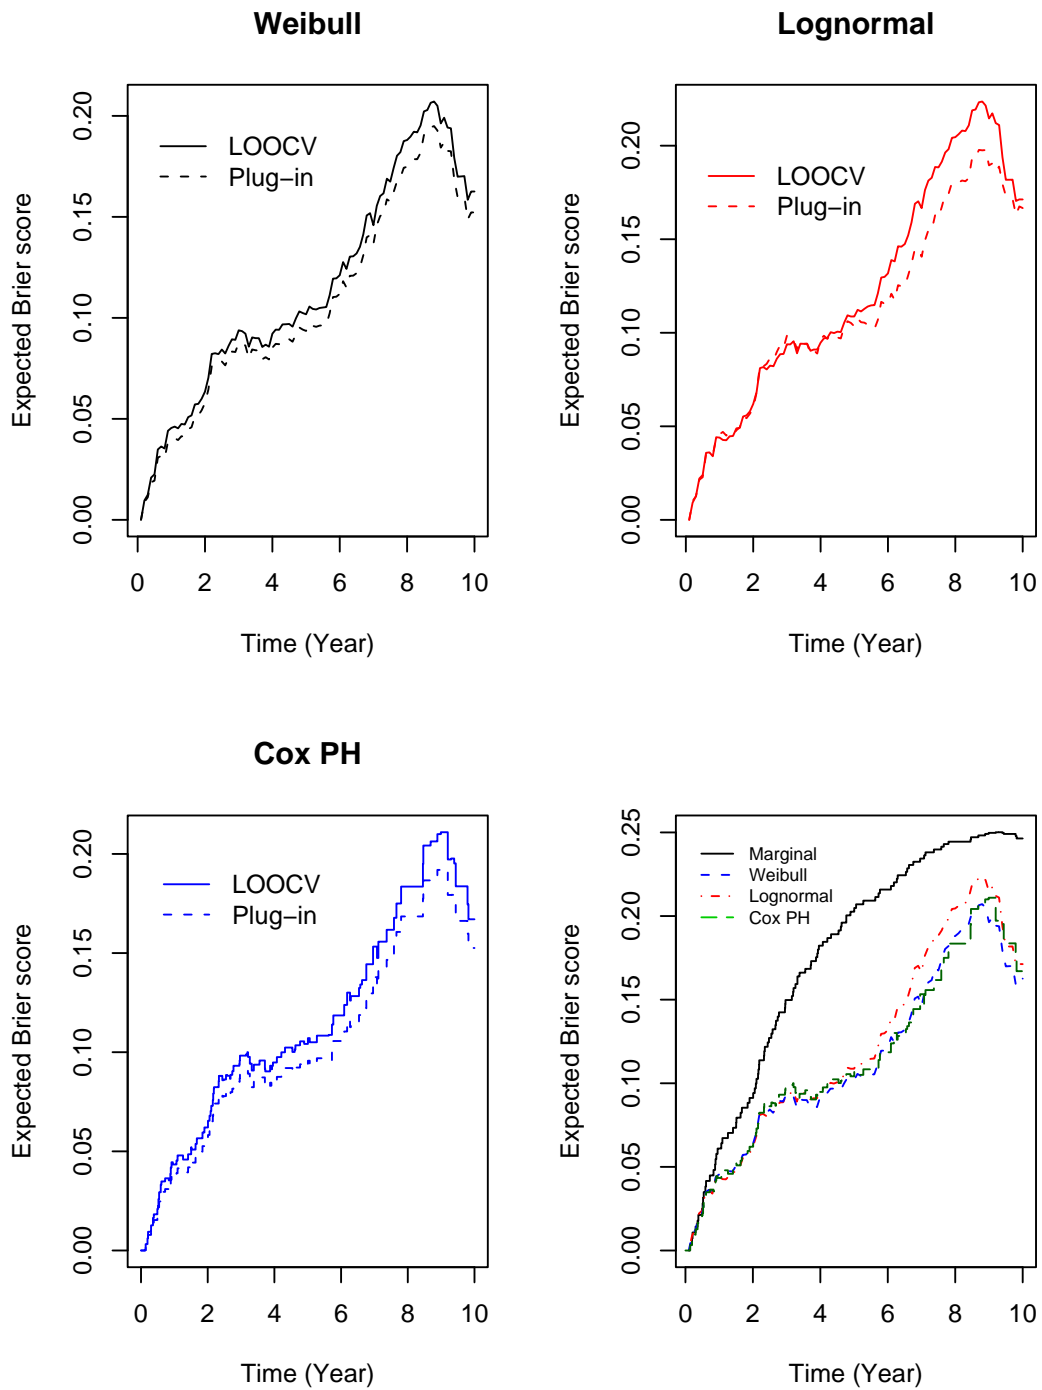 Weibull
Expected Brier score
0.20
0.15
0.10
0.05
0.00
LOOCV
Plug−in
0 2 4 6 8 10
Time (Year)
Lognormal
Expected Brier score
0.20
0.15
0.10
0.05
0.00
LOOCV
Plug−in
0 2 4 6 8 10
Time (Year)
Cox PH
Expected Brier score
0.20
0.15
0.10
0.05
0.00
LOOCV
Plug−in
0 2 4 6 8 10
Time (Year)
Expected Brier score
0.25
0.20
0.15
0.10
0.05
0.00
Marginal
Weibull
Lognormal
Cox PH
0 2 4 6 8 10
Time (Year)